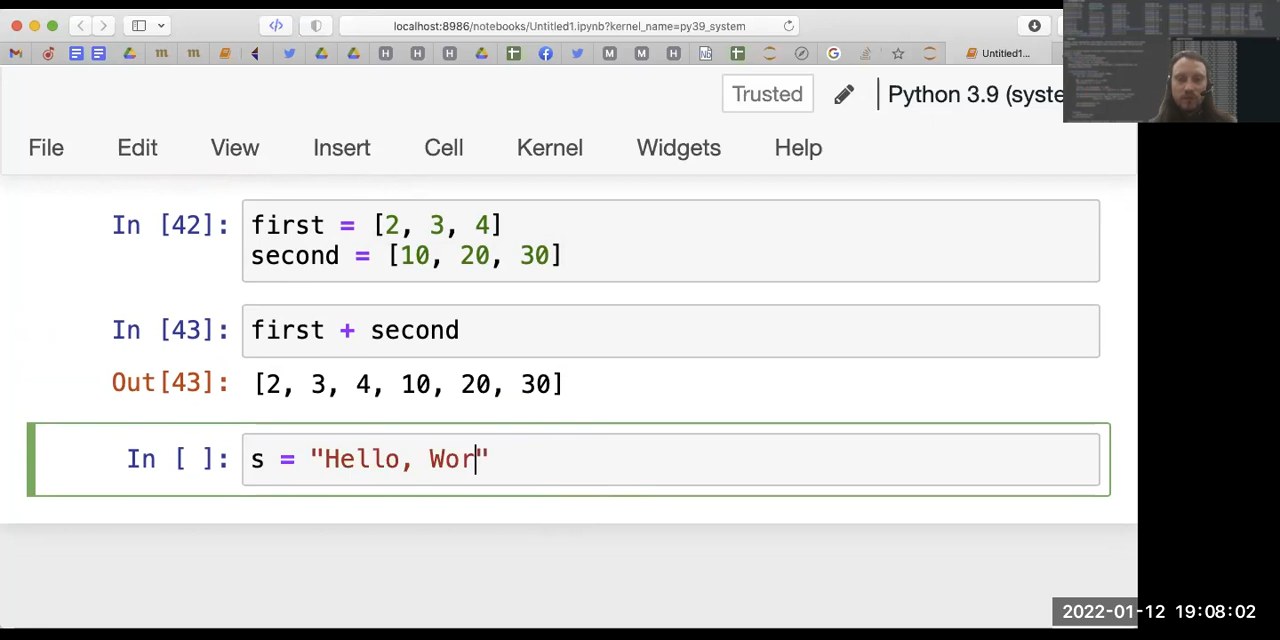 localhost:8986/notebooks/Untitled1.ipynb?kernel_name=py39_system
Untitled1...
Trusted
Python 3.9 (syste
File Edit View Insert Cell Kernel Widgets Help
In [42]: first = [2, 3, 4]
second = [10, 20, 30]
In [43]: first + second
Out[43]: [2, 3, 4, 10, 20, 30]
In [ ]: s = "Hello, Wor"
2022-01-12 19:08:02